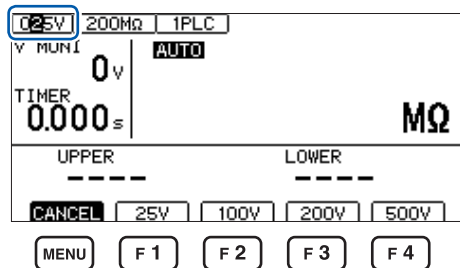 025V 200MΩ 1PLC
V MONI AUTO
0V
TIMER
0.000s MΩ
UPPER LOWER
---- ----
CANCEL 25V 100V 200V 500V
MENU F1 F2 F3 F4